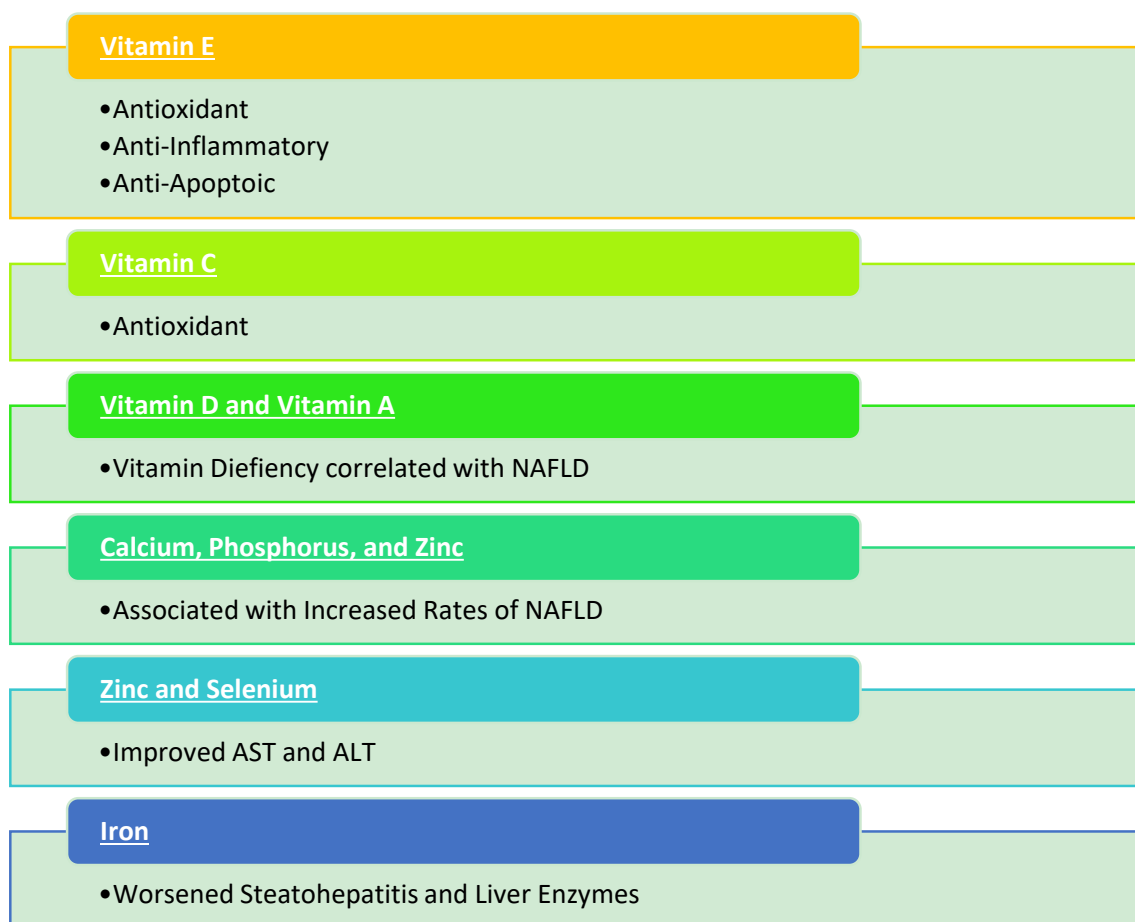 Vitamin E
•Antioxidant
•Anti-Inflammatory
•Anti-Apoptoic
Vitamin C
•Antioxidant
Vitamin D and Vitamin A
•Vitamin Diefiency correlated with NAFLD
Calcium, Phosphorus, and Zinc
•Associated with Increased Rates of NAFLD
Zinc and Selenium
•Improved AST and ALT
Iron
•Worsened Steatohepatitis and Liver Enzymes